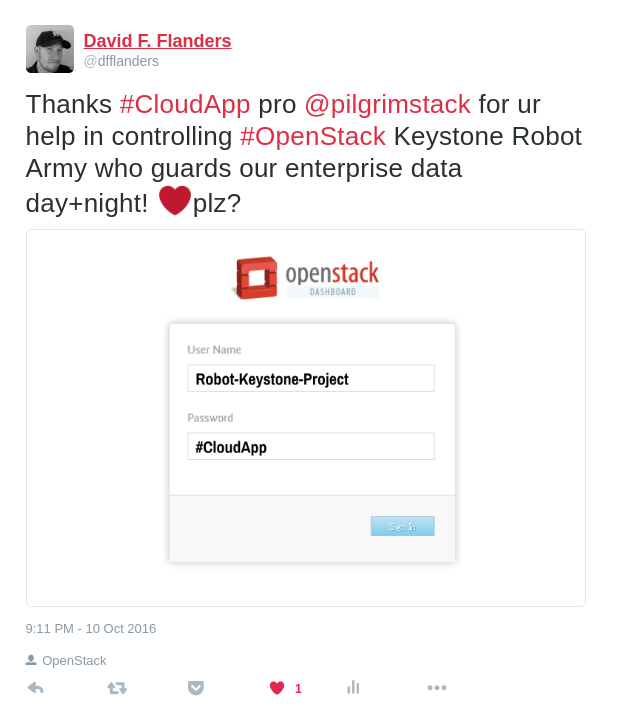 David F. Flanders
@dfflanders
Thanks #CloudApp pro @pilgrimstack for ur
help in controlling #OpenStack Keystone Robot
Army who guards our enterprise data
day+night! ❤plz?
openstack
DASHBOARD
User Name
Robot-Keystone-Project
Password
#CloudApp
Sign In
9:11 PM - 10 Oct 2016
OpenStack
1